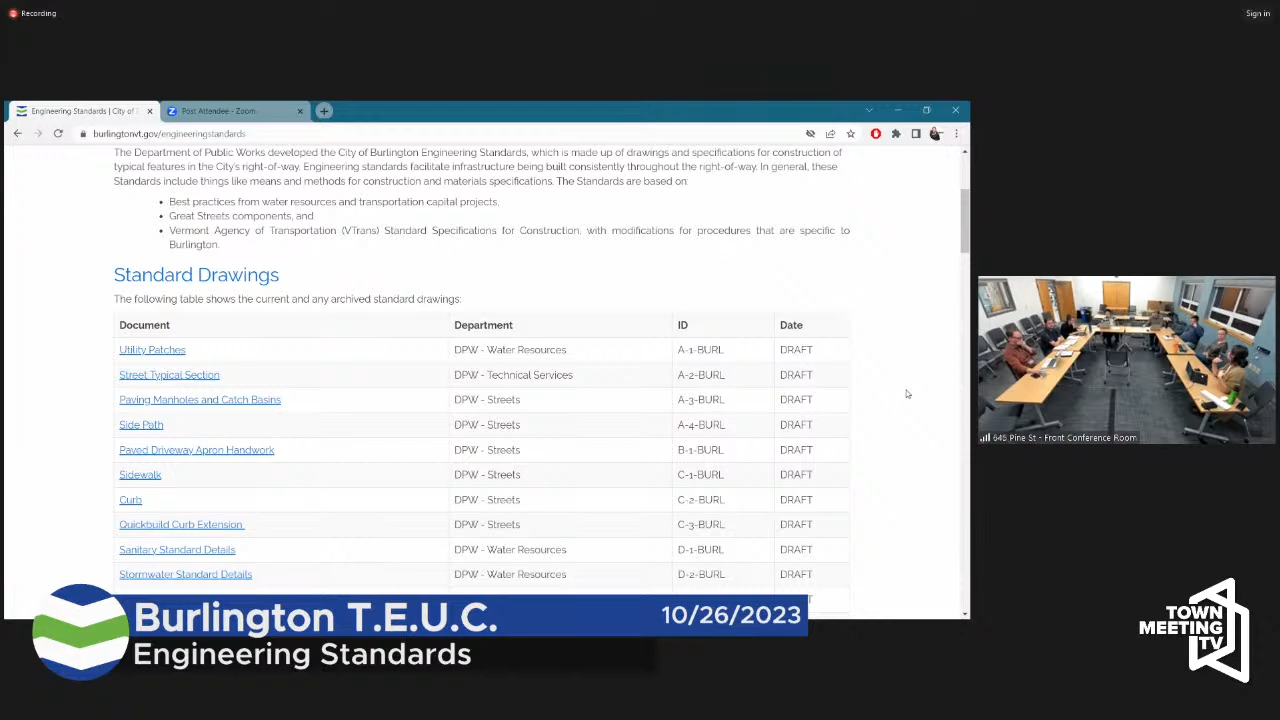 Recording
Sign in
Engineering Standards | City of
Post Attendee - Zoom
burlingtonvt.gov/engineeringstandards
The Department of Public Works developed the City of Burlington Engineering Standards, which is made up of drawings and specifications for construction of
typical features in the City's right-of-way. Engineering standards facilitate infrastructure being built consistently throughout the right-of-way. In general, these
Standards include things like means and methods for construction and materials specifications. The Standards are based on:
• Best practices from water resources and transportation capital projects,
• Great Streets components, and
• Vermont Agency of Transportation (VTrans) Standard Specifications for Construction, with modifications for procedures that are specific to
Burlington.
Standard Drawings
The following table shows the current and any archived standard drawings:
Document Department ID Date
Utility Patches DPW - Water Resources A-1-BURL DRAFT
Street Typical Section DPW - Technical Services A-2-BURL DRAFT
Paving Manholes and Catch Basins DPW - Streets A-3-BURL DRAFT
Side Path DPW - Streets A-4-BURL DRAFT
Paved Driveway Apron Handwork DPW - Streets B-1-BURL DRAFT
Sidewalk DPW - Streets C-1-BURL DRAFT
Curb DPW - Streets C-2-BURL DRAFT
Quickbuild Curb Extension DPW - Streets C-3-BURL DRAFT
Sanitary Standard Details DPW - Water Resources D-1-BURL DRAFT
Stormwater Standard Details DPW - Water Resources D-2-BURL DRAFT
645 Pine St - Front Conference Room
Burlington T.E.U.C. 10/26/2023
Engineering Standards
TOWN
MEETING
TV